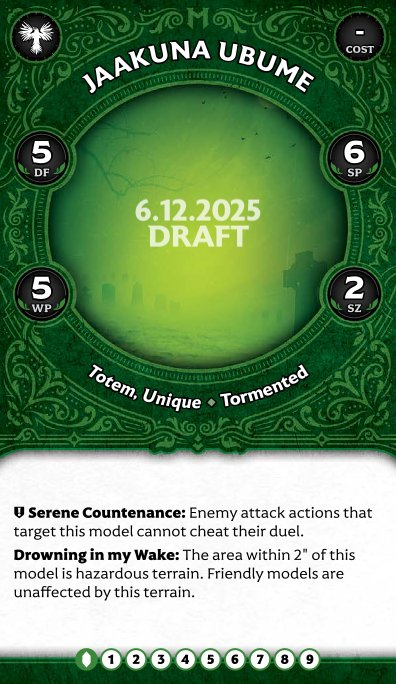 JAAKUNA UBUME
-
COST
5
DF
6
SP
6.12.2025
DRAFT
5
WP
2
SZ
Totem, Unique ⬥ Tormented
Serene Countenance: Enemy attack actions that
target this model cannot cheat their duel.
Drowning in my Wake: The area within 2" of this
model is hazardous terrain. Friendly models are
unaffected by this terrain.
1 2 3 4 5 6 7 8 9